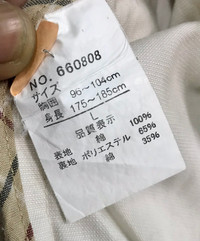 NO. 660808
サイズ
胸囲 96～104cm
身長 175～185cm
L
品質表示
表地 綿 100%
裏地 ポリエステル 65%
綿 35%